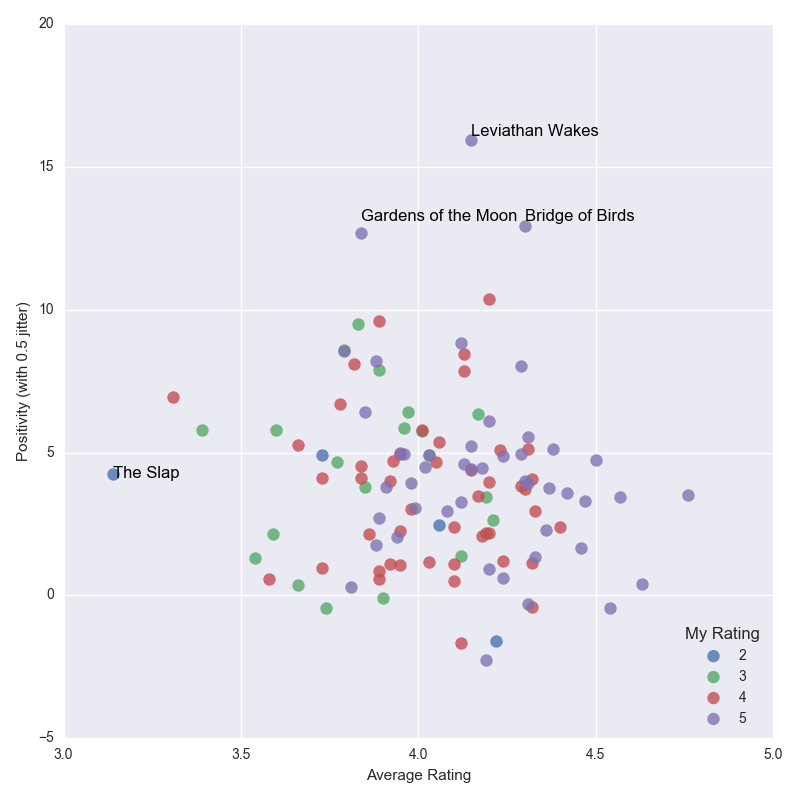 20
Leviathan Wakes
15
Gardens of the Moon Bridge of Birds
10
Positivity (with 0.5 jitter)
5
The Slap
0
My Rating
2
3
4
5
−5
3.0 3.5 4.0 4.5 5.0
Average Rating